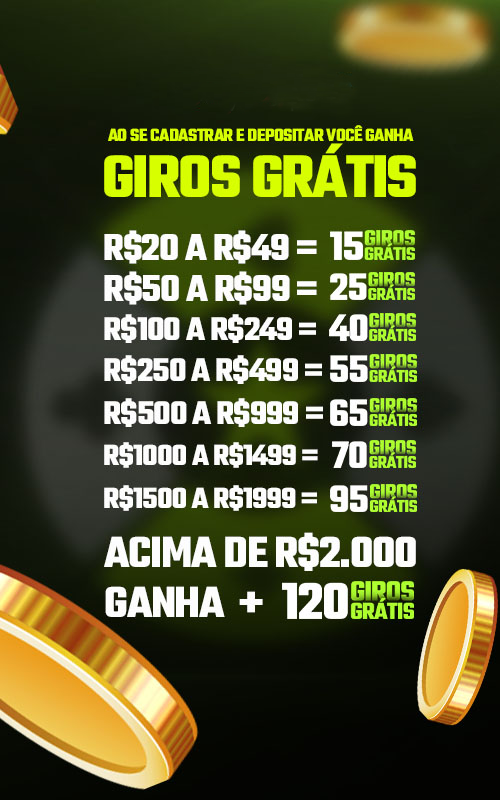 AO SE CADASTRAR E DEPOSITAR VOCÊ GANHA
GIROS GRÁTIS
R$20 A R$49 = 15 GIROS GRÁTIS
R$50 A R$99 = 25 GIROS GRÁTIS
R$100 A R$249 = 40 GIROS GRÁTIS
R$250 A R$499 = 55 GIROS GRÁTIS
R$500 A R$999 = 65 GIROS GRÁTIS
R$1000 A R$1499 = 70 GIROS GRÁTIS
R$1500 A R$1999 = 95 GIROS GRÁTIS
ACIMA DE R$2.000
GANHA + 120 GIROS GRÁTIS